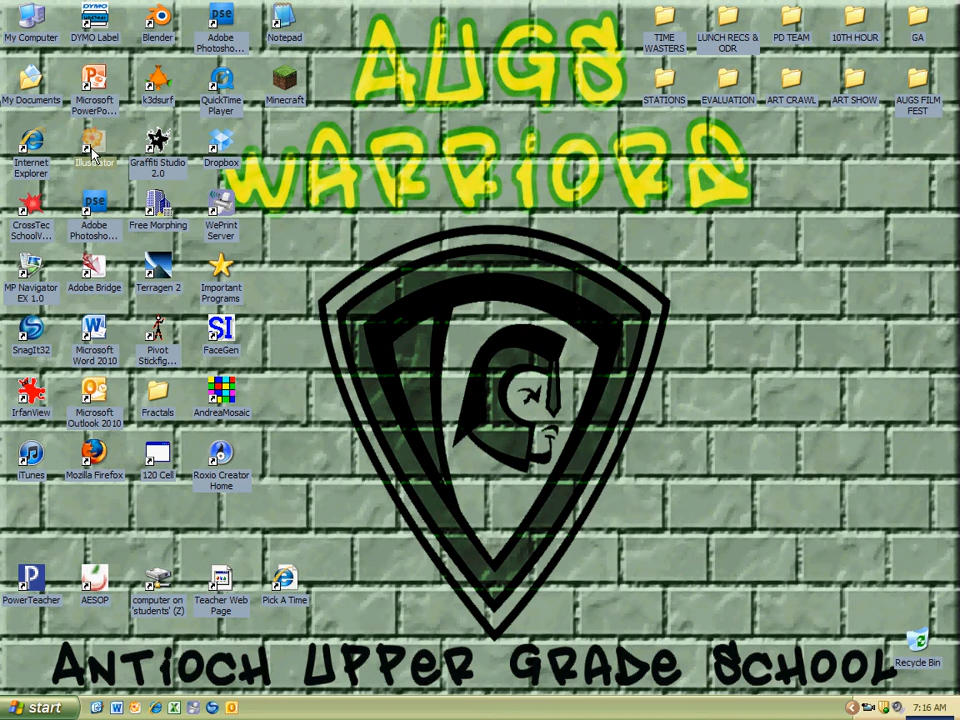 AUGS
WARRIORS
My Computer
DYMO Label
Blender
Adobe
Photosho...
Notepad
TIME
WASTERS
LUNCH RECS &
ODR
PD TEAM
10TH HOUR
GA
My Documents
Microsoft
PowerPo...
k3dsurf
QuickTime
Player
Minecraft
STATIONS
EVALUATION
ART CRAWL
ART SHOW
AUGS FILM
FEST
Internet
Explorer
Illustrator
Graffiti Studio
2.0
Dropbox
CrossTec
SchoolV...
Adobe
Photosho...
Free Morphing
WePrint
Server
MP Navigator
EX 1.0
Adobe Bridge
Terragen 2
Important
Programs
SnagIt32
Microsoft
Word 2010
Pivot
Stickfig...
FaceGen
IrfanView
Microsoft
Outlook 2010
Fractals
AndreaMosaic
iTunes
Mozilla Firefox
120 Cell
Roxio Creator
Home
PowerTeacher
AESOP
computer on
'students' (Z)
Teacher Web
Page
Pick A Time
Recycle Bin
ANTIOCH UPPER GRADE SCHOOL
start
7:16 AM